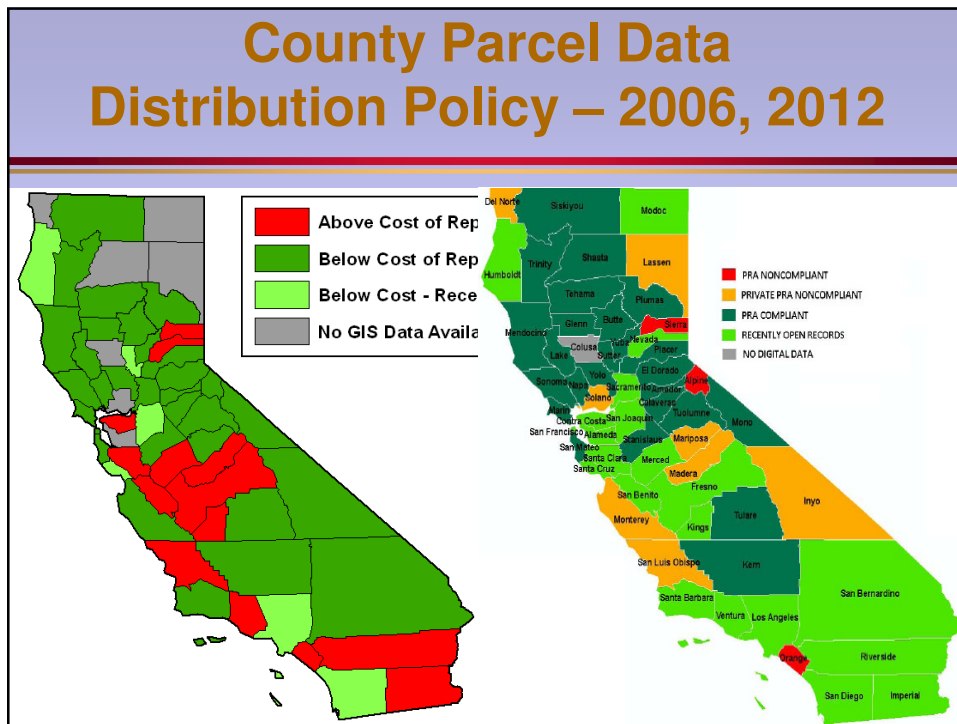 County Parcel Data
Distribution Policy – 2006, 2012
Above Cost of Rep
Below Cost of Rep
Below Cost - Rece
No GIS Data Availa
Del Norte
Siskiyou
Modoc
Humboldt
Trinity
Shasta
Lassen
Tehama
Plumas
PRA NONCOMPLIANT
PRIVATE PRA NONCOMPLIANT
PRA COMPLIANT
RECENTLY OPEN RECORDS
NO DIGITAL DATA
Mendocino
Glenn
Butte
Sierra
Colusa
Yuba
Nevada
Lake
Sutter
Placer
Yolo
El Dorado
Alpine
Sonoma
Napa
Sacramento
Amador
Solano
Calaveras
Marin
Tuolumne
Mono
Contra Costa
San Joaquin
San Francisco
Alameda
Stanislaus
Mariposa
San Mateo
Santa Clara
Merced
Santa Cruz
Madera
Fresno
San Benito
Inyo
Monterey
Kings
Tulare
San Luis Obispo
Kern
San Bernardino
Santa Barbara
Ventura
Los Angeles
Orange
Riverside
San Diego
Imperial